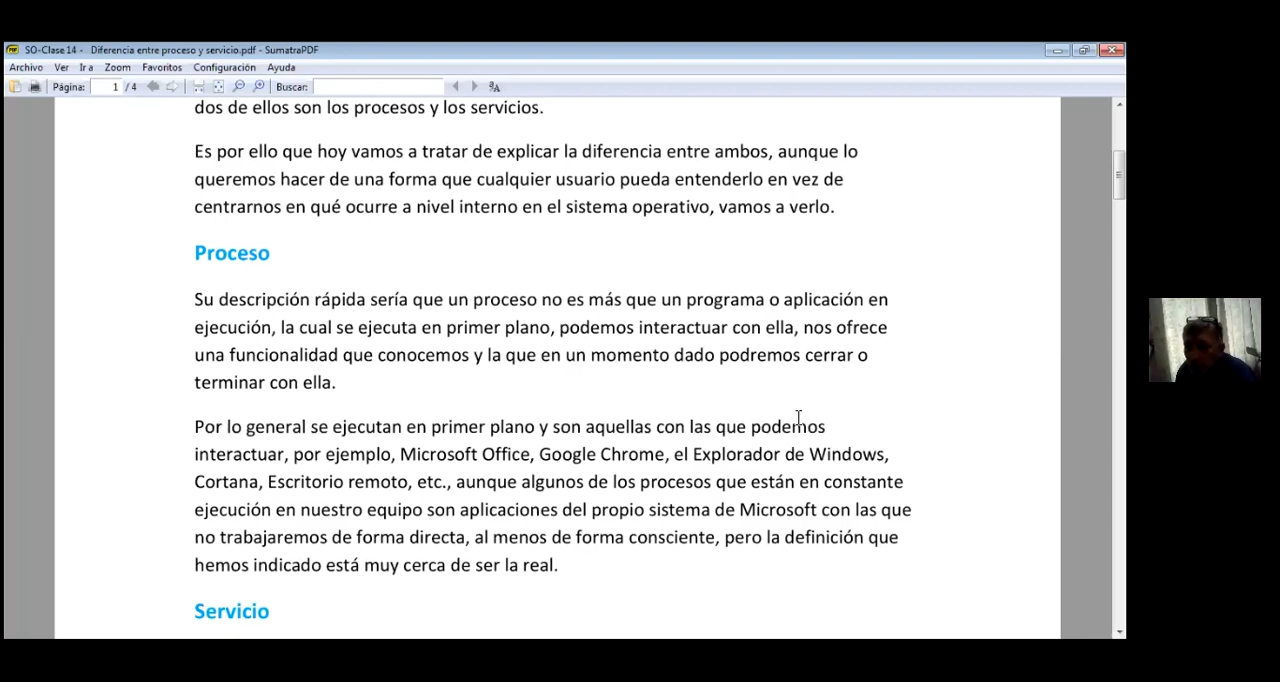 SO-Clase 14 - Diferencia entre proceso y servicio.pdf - SumatraPDF
Archivo Ver Ir a Zoom Favoritos Configuración Ayuda
Página: 1 / 4 Buscar:
dos de ellos son los procesos y los servicios.
Es por ello que hoy vamos a tratar de explicar la diferencia entre ambos, aunque lo
queremos hacer de una forma que cualquier usuario pueda entenderlo en vez de
centrarnos en qué ocurre a nivel interno en el sistema operativo, vamos a verlo.
Proceso
Su descripción rápida sería que un proceso no es más que un programa o aplicación en
ejecución, la cual se ejecuta en primer plano, podemos interactuar con ella, nos ofrece
una funcionalidad que conocemos y la que en un momento dado podremos cerrar o
terminar con ella.
Por lo general se ejecutan en primer plano y son aquellas con las que podemos
interactuar, por ejemplo, Microsoft Office, Google Chrome, el Explorador de Windows,
Cortana, Escritorio remoto, etc., aunque algunos de los procesos que están en constante
ejecución en nuestro equipo son aplicaciones del propio sistema de Microsoft con las que
no trabajaremos de forma directa, al menos de forma consciente, pero la definición que
hemos indicado está muy cerca de ser la real.
Servicio